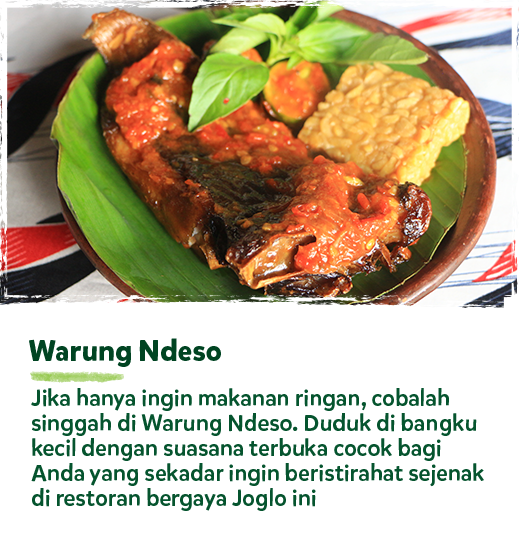 Warung Ndeso
Jika hanya ingin makanan ringan, cobalah
singgah di Warung Ndeso. Duduk di bangku
kecil dengan suasana terbuka cocok bagi
Anda yang sekadar ingin beristirahat sejenak
di restoran bergaya Joglo ini